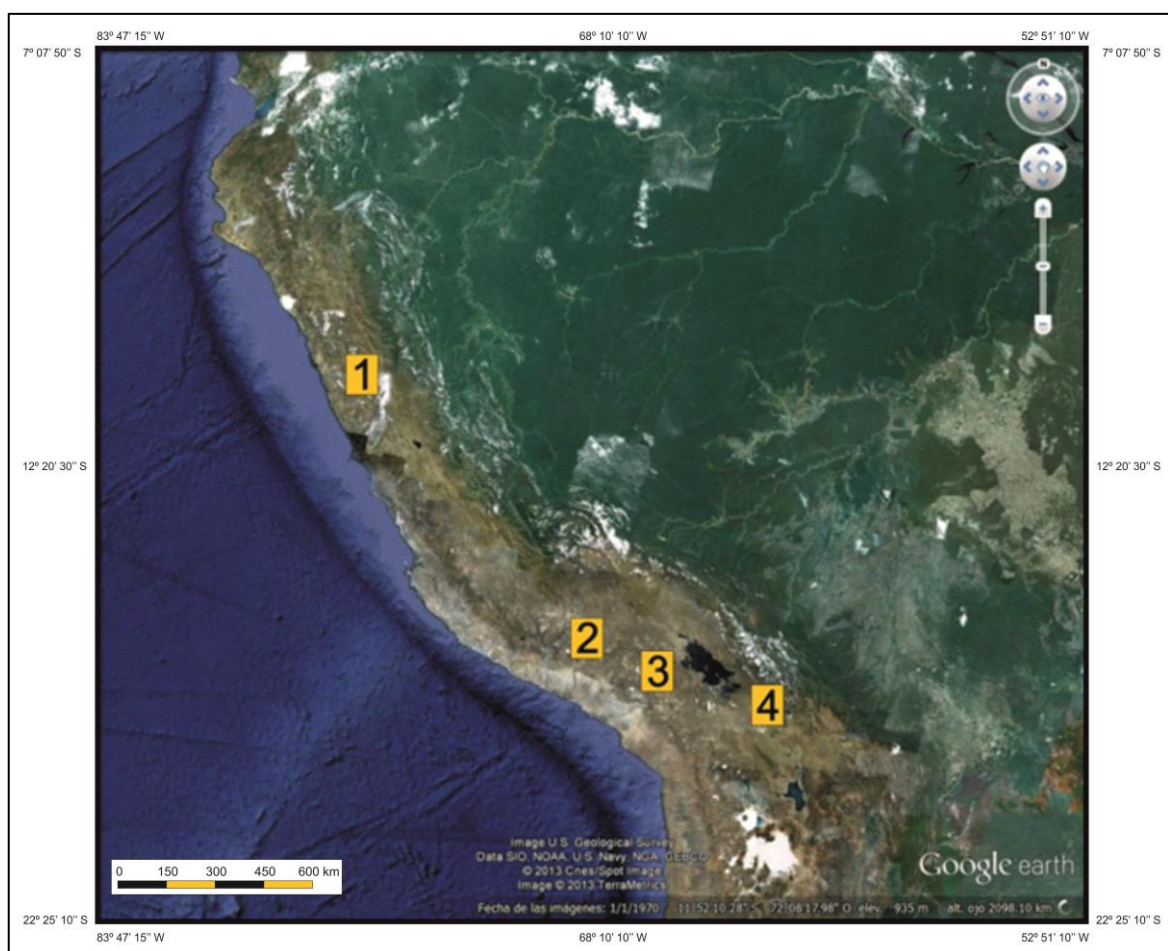 83º 47' 15'' W 68º 10' 10'' W 52º 51' 10'' W
7º 07' 50'' S 7º 07' 50'' S
N
1
12º 20' 30'' S 12º 20' 30'' S
2
3
4
Image U.S. Geological Survey
Data SIO, NOAA, U.S. Navy, NGA, GEBCO
© 2013 Cnes/Spot Image
Image © 2013 TerraMetrics
Google earth
0 150 300 450 600 km
Fecha de las imágenes: 1/1/1970 11°52'10.28" S, 72°08'17.98" O elev. 935 m alt. ojo 2098.10 km
22º 25' 10'' S 22º 25' 10'' S
83º 47' 15'' W 68º 10' 10'' W 52º 51' 10'' W